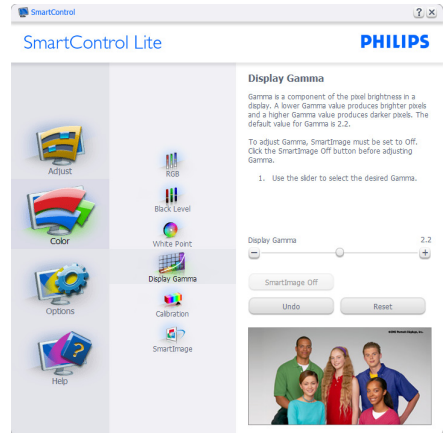 SmartControl
? ×
SmartControl Lite
PHILIPS
Adjust
Color
Options
Help
RGB
Black Level
White Point
Display Gamma
Calibration
SmartImage
Display Gamma
Gamma is a component of the pixel brightness in a
display. A lower Gamma value produces brighter pixels
and a higher Gamma value produces darker pixels. The
default value for Gamma is 2.2.
To adjust Gamma, SmartImage must be set to Off.
Click the SmartImage Off button before adjusting
Gamma.
1. Use the slider to select the desired Gamma.
Display Gamma 2.2
SmartImage Off
Undo Reset